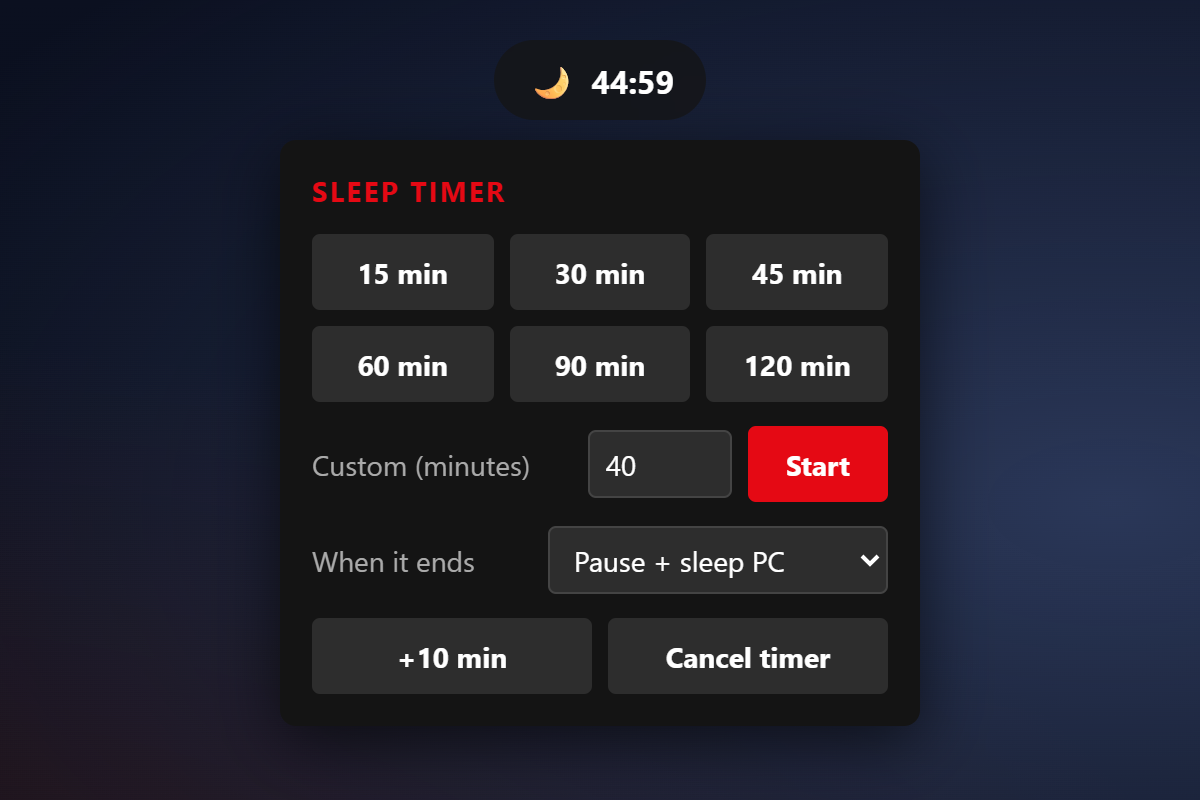 44:59
SLEEP TIMER
15 min 30 min 45 min
60 min 90 min 120 min
Custom (minutes) 40 Start
When it ends Pause + sleep PC
+10 min Cancel timer